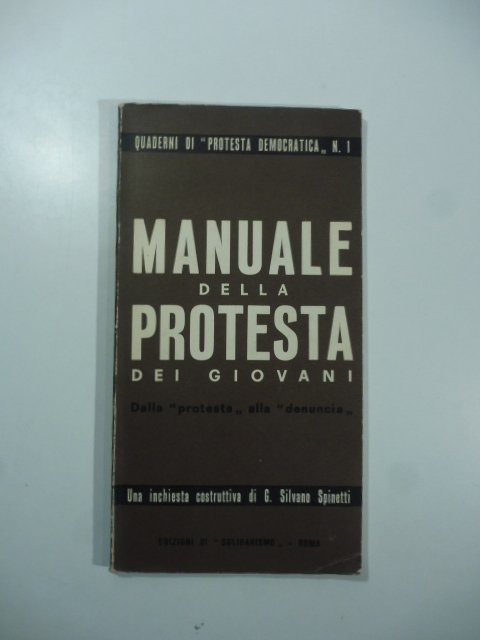 QUADERNI DI "PROTESTA DEMOCRATICA„ N. 1
MANUALE
DELLA
PROTESTA
DEI GIOVANI
Dalla "protesta„ alla "denuncia„
Una inchiesta costruttiva di G. Silvano Spinetti
EDIZIONI DI "SOLIDARISMO„ - ROMA